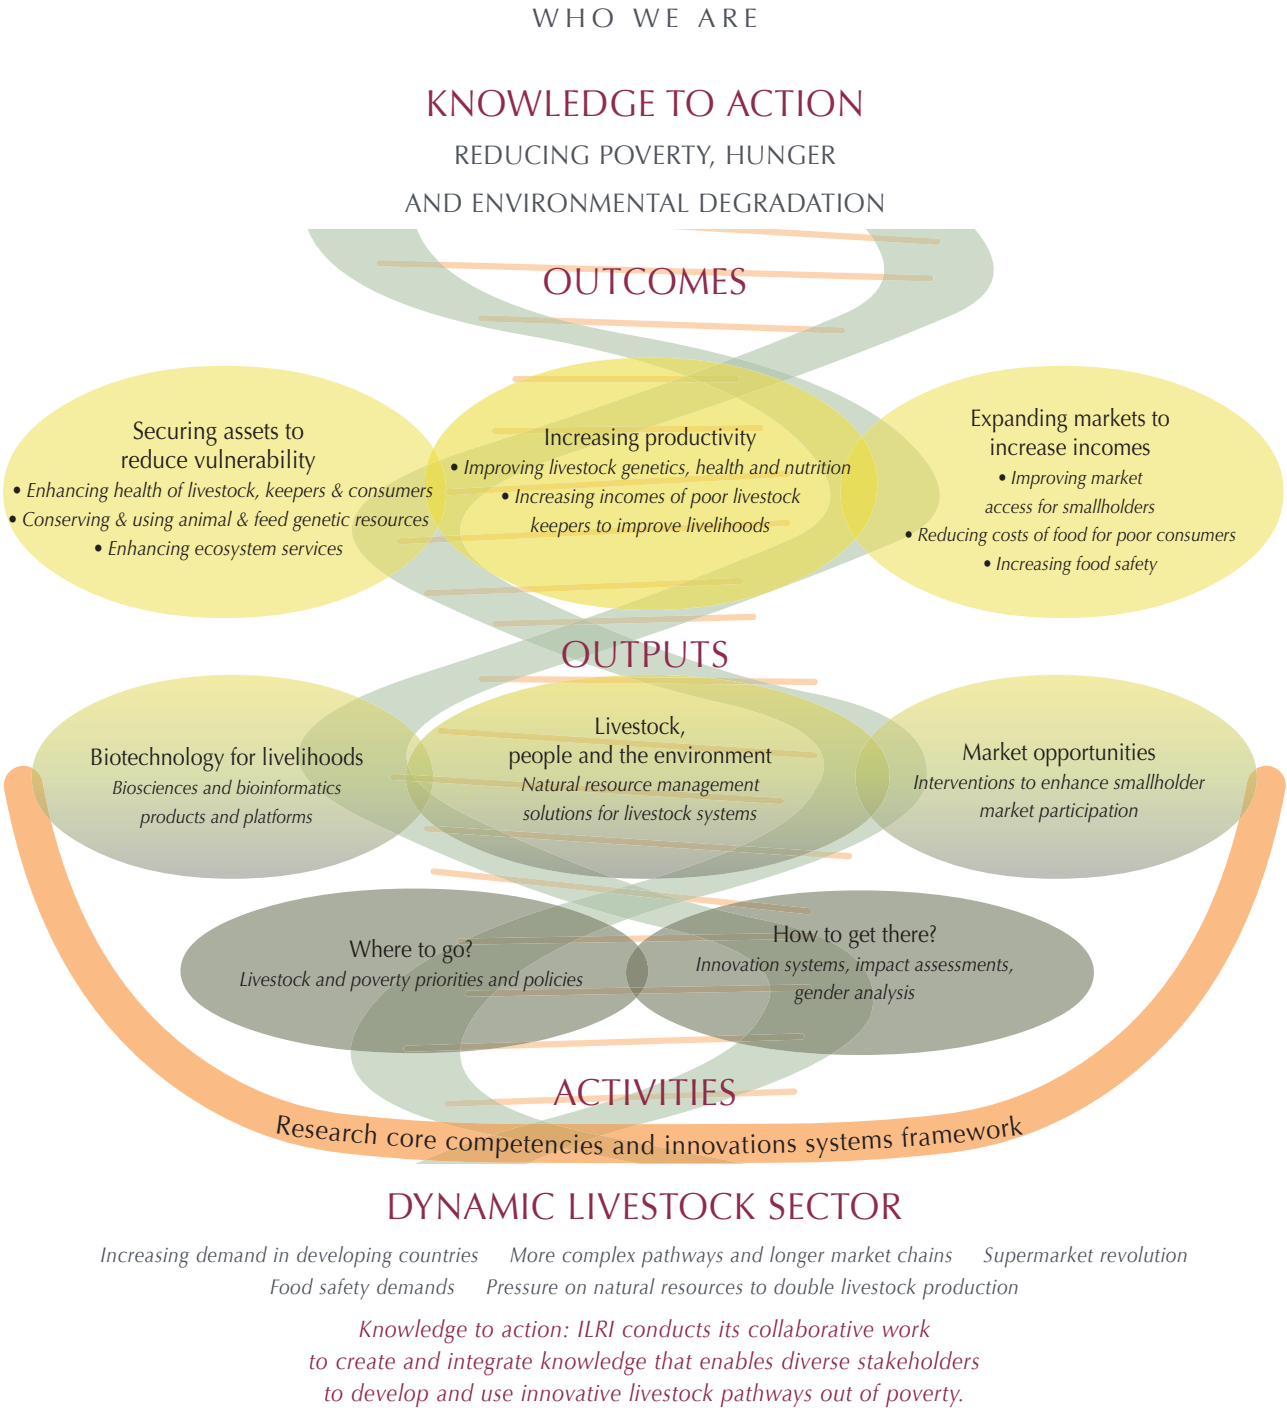 WHO WE ARE
KNOWLEDGE TO ACTION
REDUCING POVERTY, HUNGER
AND ENVIRONMENTAL DEGRADATION
OUTCOMES
Securing assets to
reduce vulnerability
• Enhancing health of livestock, keepers & consumers
• Conserving & using animal & feed genetic resources
• Enhancing ecosystem services
Increasing productivity
• Improving livestock genetics, health and nutrition
• Increasing incomes of poor livestock
keepers to improve livelihoods
Expanding markets to
increase incomes
• Improving market
access for smallholders
• Reducing costs of food for poor consumers
• Increasing food safety
OUTPUTS
Biotechnology for livelihoods
Biosciences and bioinformatics
products and platforms
Livestock,
people and the environment
Natural resource management
solutions for livestock systems
Market opportunities
Interventions to enhance smallholder
market participation
Where to go?
Livestock and poverty priorities and policies
How to get there?
Innovation systems, impact assessments,
gender analysis
ACTIVITIES
Research core competencies and innovations systems framework
DYNAMIC LIVESTOCK SECTOR
Increasing demand in developing countries More complex pathways and longer market chains Supermarket revolution
Food safety demands Pressure on natural resources to double livestock production
Knowledge to action: ILRI conducts its collaborative work
to create and integrate knowledge that enables diverse stakeholders
to develop and use innovative livestock pathways out of poverty.